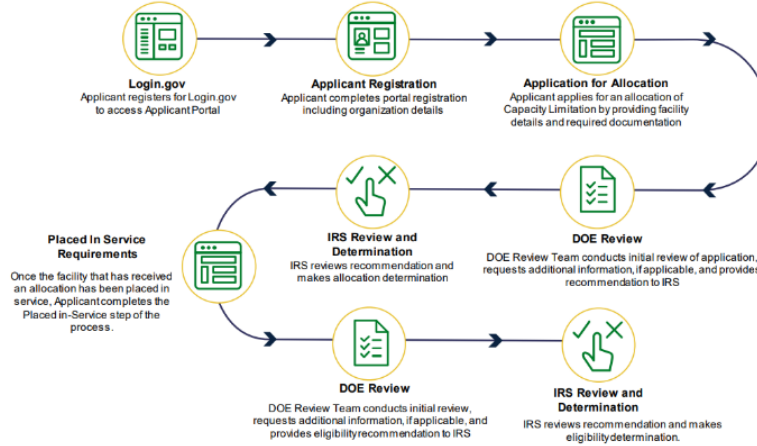 Login.gov
Applicant registers for Login.gov
to access Applicant Portal
Applicant Registration
Applicant completes portal registration
including organization details
Application for Allocation
Applicant applies for an allocation of
Capacity Limitation by providing facility
details and required documentation
DOE Review
DOE Review Team conducts initial review of application,
requests additional information, if applicable, and provides
recommendation to IRS
IRS Review and
Determination
IRS reviews recommendation and
makes allocation determination
Placed In Service
Requirements
Once the facility that has received
an allocation has been placed in
service, Applicant completes the
Placed in-Service step of the
process.
DOE Review
DOE Review Team conducts initial review,
requests additional information, if applicable, and
provides eligibility recommendation to IRS
IRS Review and
Determination
IRS reviews recommendation and makes
eligibility determination.